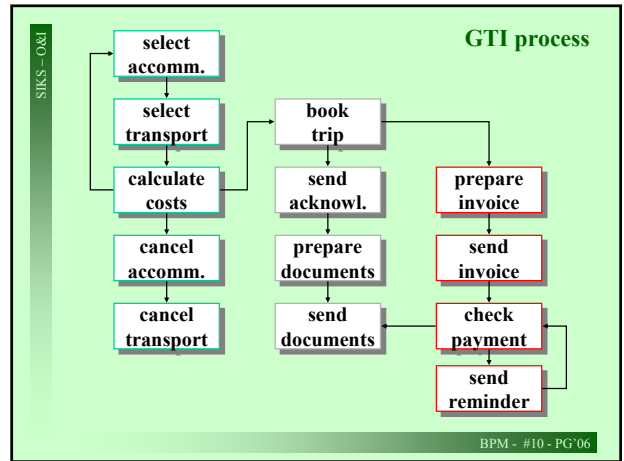 SIKS – O&I
GTI process
select
accomm.
select
transport
calculate
costs
cancel
accomm.
cancel
transport
book
trip
send
acknowl.
prepare
documents
send
documents
prepare
invoice
send
invoice
check
payment
send
reminder
BPM - #10 - PG'06